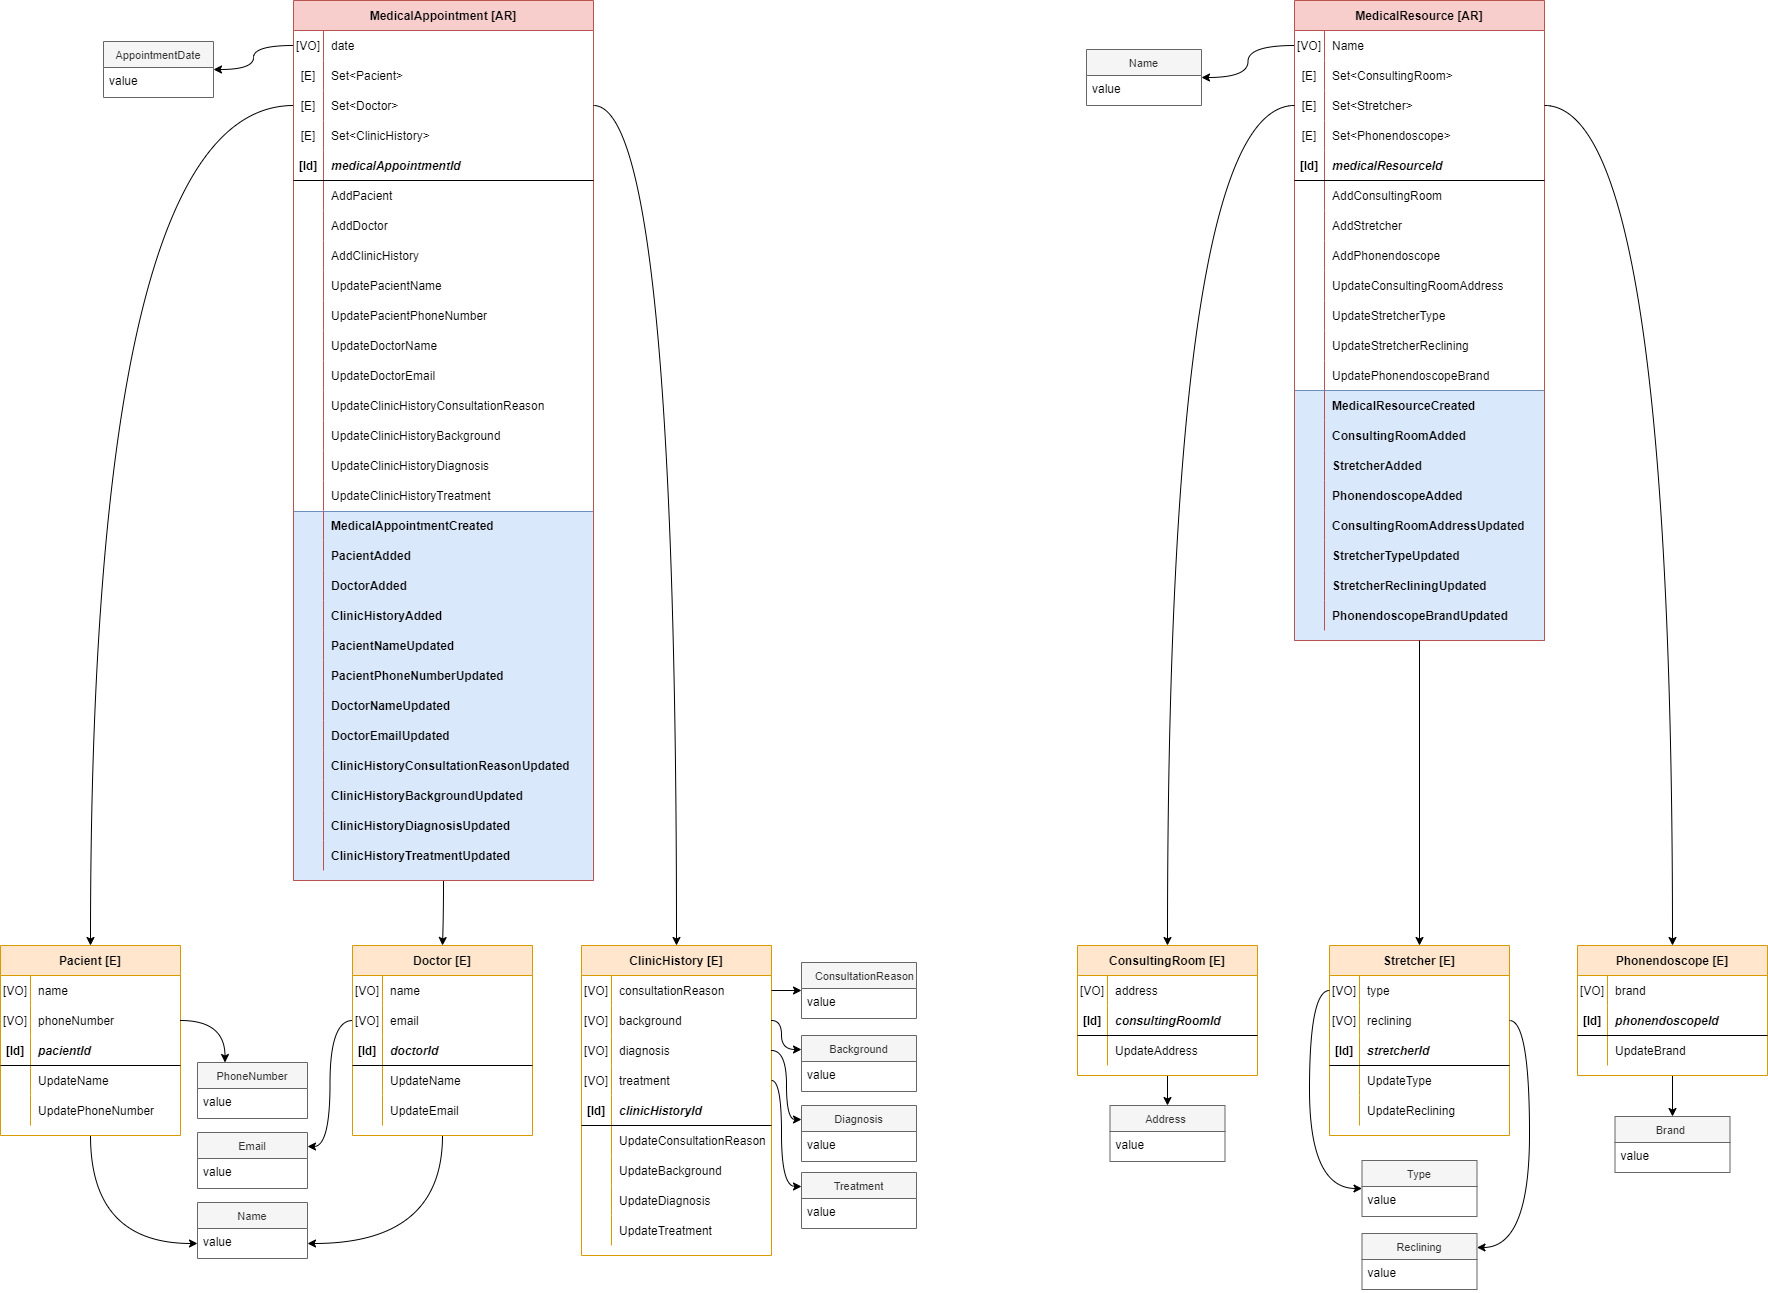 MedicalAppointment [AR]
[VO] date
[E] Set<Pacient>
[E] Set<Doctor>
[E] Set<ClinicHistory>
[Id] medicalAppointmentId
AddPacient
AddDoctor
AddClinicHistory
UpdatePacientName
UpdatePacientPhoneNumber
UpdateDoctorName
UpdateDoctorEmail
UpdateClinicHistoryConsultationReason
UpdateClinicHistoryBackground
UpdateClinicHistoryDiagnosis
UpdateClinicHistoryTreatment
MedicalAppointmentCreated
PacientAdded
DoctorAdded
ClinicHistoryAdded
PacientNameUpdated
PacientPhoneNumberUpdated
DoctorNameUpdated
DoctorEmailUpdated
ClinicHistoryConsultationReasonUpdated
ClinicHistoryBackgroundUpdated
ClinicHistoryDiagnosisUpdated
ClinicHistoryTreatmentUpdated
AppointmentDate
value
Pacient [E]
[VO] name
[VO] phoneNumber
[Id] pacientId
UpdateName
UpdatePhoneNumber
PhoneNumber
value
Email
value
Name
value
Doctor [E]
[VO] name
[VO] email
[Id] doctorId
UpdateName
UpdateEmail
ClinicHistory [E]
[VO] consultationReason
[VO] background
[VO] diagnosis
[VO] treatment
[Id] clinicHistoryId
UpdateConsultationReason
UpdateBackground
UpdateDiagnosis
UpdateTreatment
ConsultationReason
value
Background
value
Diagnosis
value
Treatment
value
MedicalResource [AR]
[VO] Name
[E] Set<ConsultingRoom>
[E] Set<Stretcher>
[E] Set<Phonendoscope>
[Id] medicalResourceId
AddConsultingRoom
AddStretcher
AddPhonendoscope
UpdateConsultingRoomAddress
UpdateStretcherType
UpdateStretcherReclining
UpdatePhonendoscopeBrand
MedicalResourceCreated
ConsultingRoomAdded
StretcherAdded
PhonendoscopeAdded
ConsultingRoomAddressUpdated
StretcherTypeUpdated
StretcherRecliningUpdated
PhonendoscopeBrandUpdated
Name
value
ConsultingRoom [E]
[VO] address
[Id] consultingRoomId
UpdateAddress
Address
value
Stretcher [E]
[VO] type
[VO] reclining
[Id] stretcherId
UpdateType
UpdateReclining
Type
value
Reclining
value
Phonendoscope [E]
[VO] brand
[Id] phonendoscopeId
UpdateBrand
Brand
value